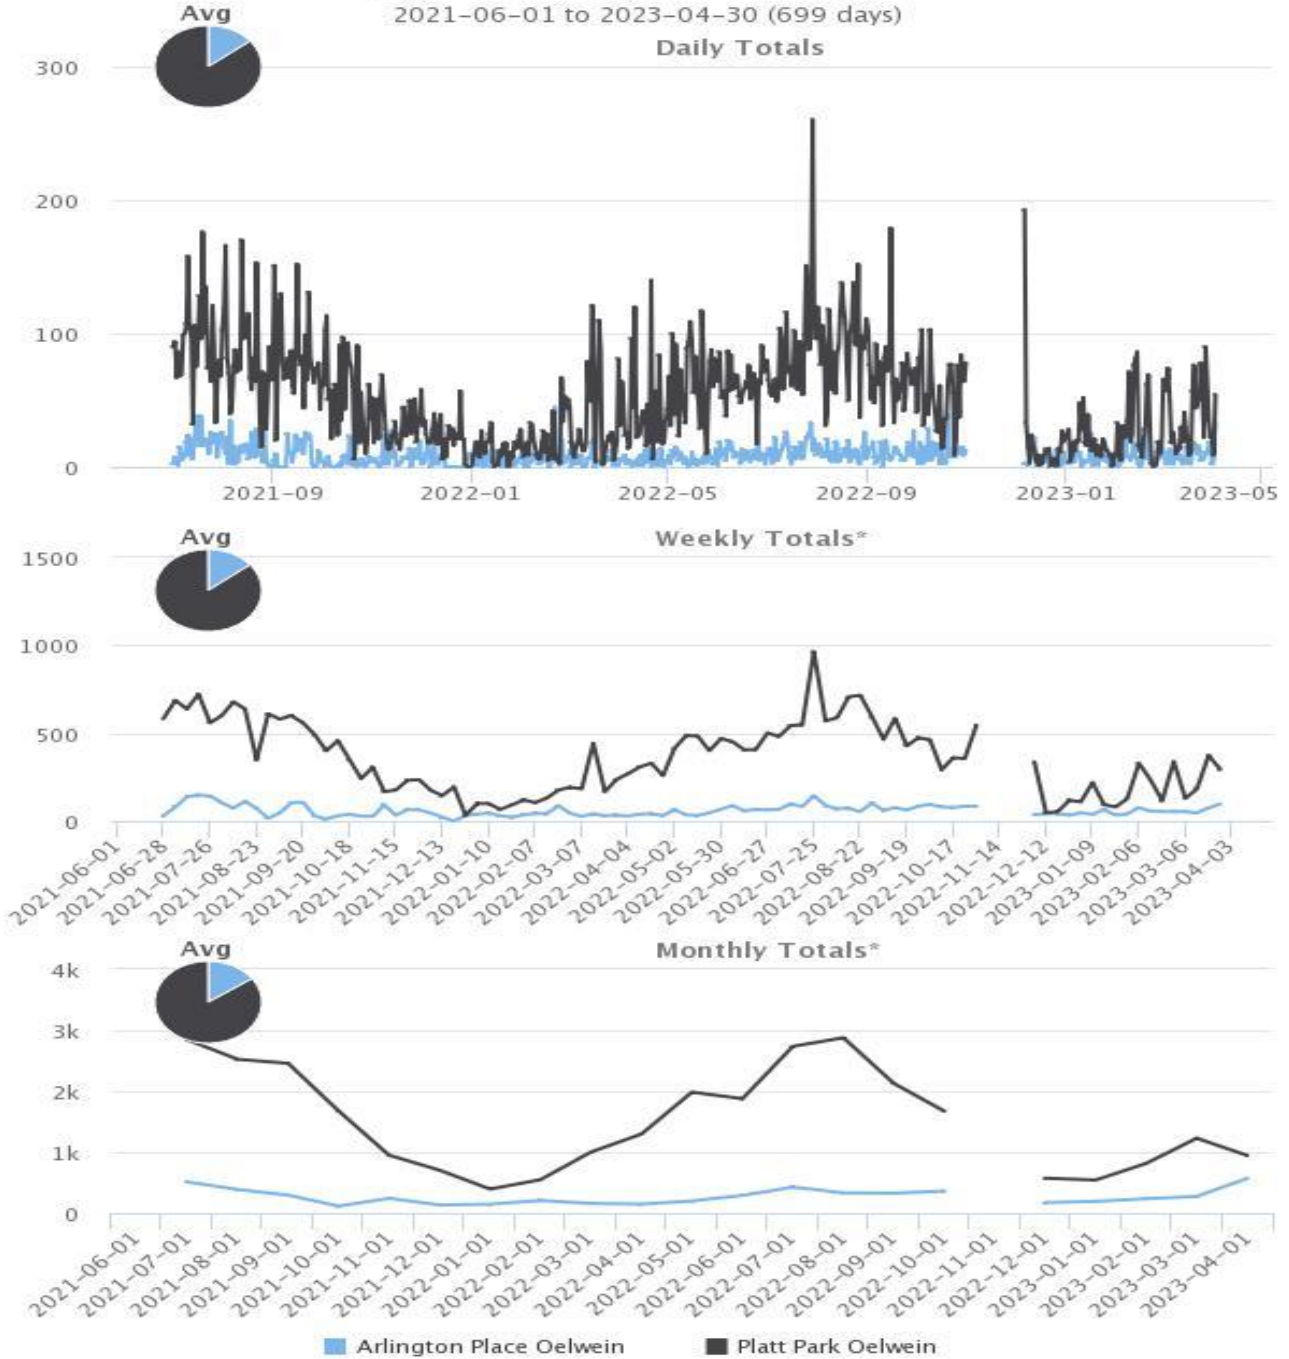 2021-06-01 to 2023-04-30 (699 days)
Avg
Daily Totals
300
200
100
0
2021-09 2022-01 2022-05 2022-09 2023-01 2023-05
Avg
Weekly Totals*
1500
1000
500
0
2021-06-01 2021-06-28 2021-07-26 2021-08-23 2021-09-20 2021-10-18 2021-11-15 2021-12-13 2022-01-10 2022-02-07 2022-03-07 2022-04-04 2022-05-02 2022-05-30 2022-06-27 2022-07-25 2022-08-22 2022-09-19 2022-10-17 2022-11-14 2022-12-12 2023-01-09 2023-02-06 2023-03-06 2023-04-03
Avg
Monthly Totals*
4k
3k
2k
1k
0
2021-06-01 2021-07-01 2021-08-01 2021-09-01 2021-10-01 2021-11-01 2021-12-01 2022-01-01 2022-02-01 2022-03-01 2022-04-01 2022-05-01 2022-06-01 2022-07-01 2022-08-01 2022-09-01 2022-10-01 2022-11-01 2022-12-01 2023-01-01 2023-02-01 2023-03-01 2023-04-01
Arlington Place Oelwein Platt Park Oelwein